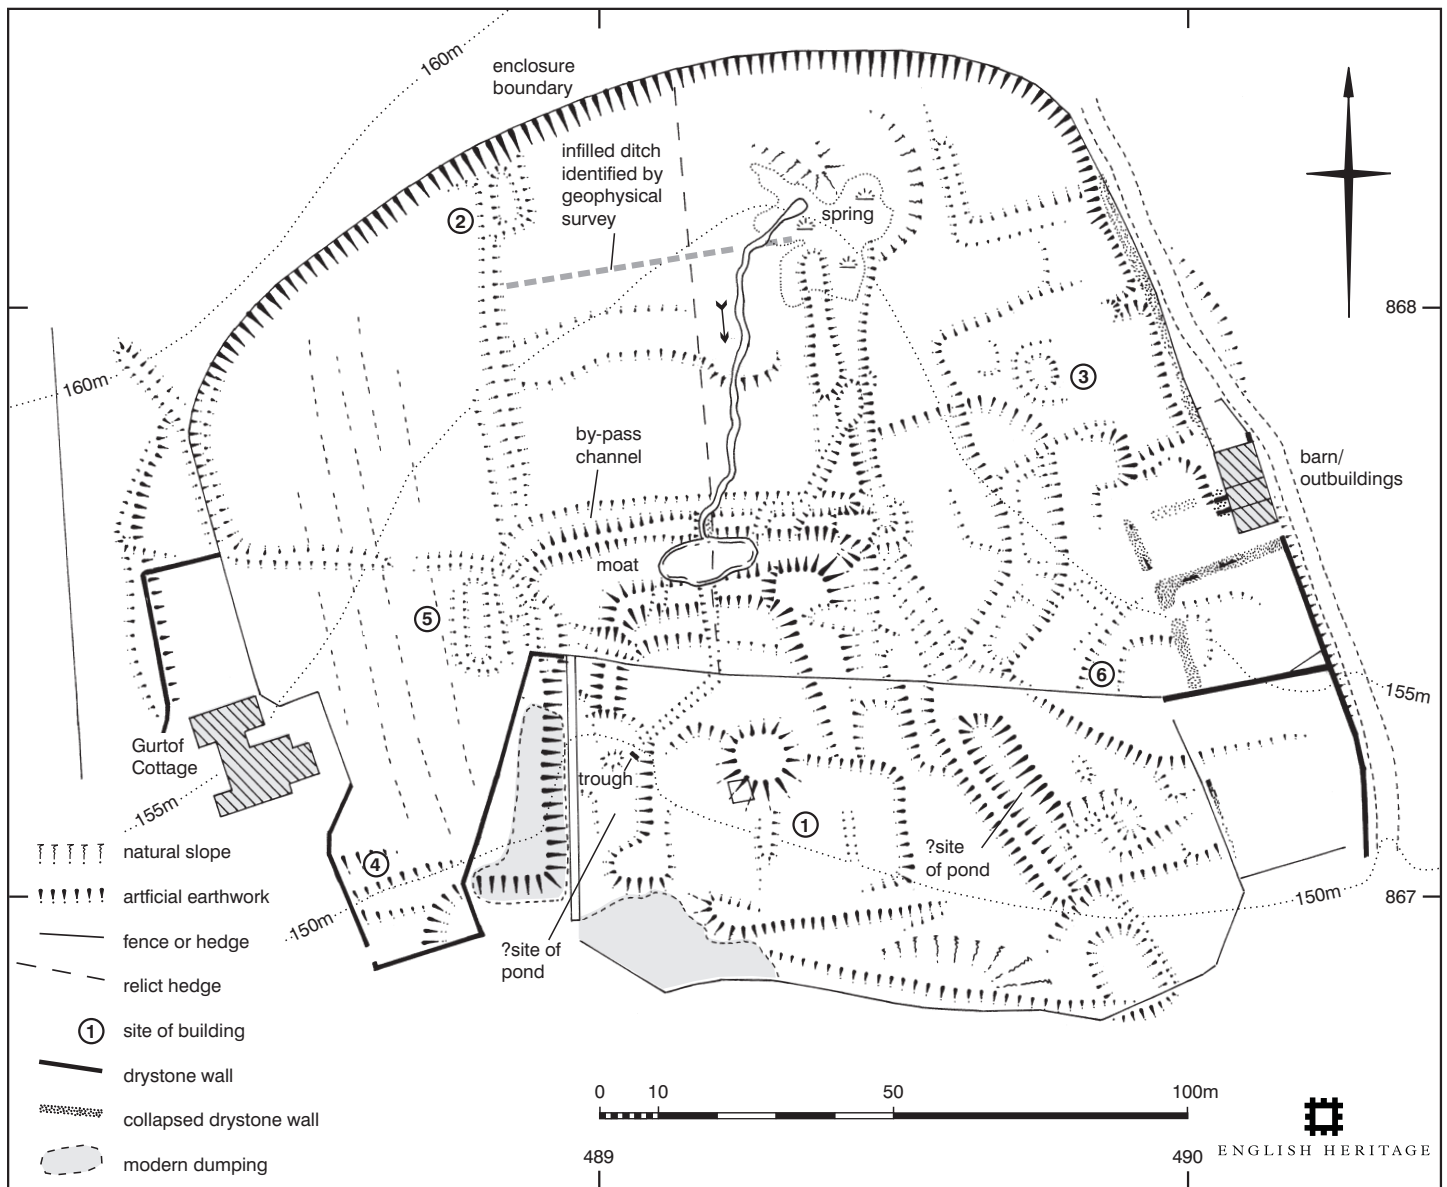 160m
enclosure
boundary
infilled ditch
identified by
geophysical
survey
2
spring
868
160m
3
by-pass
channel
barn/
outbuildings
moat
5
6
155m
Gurtof
Cottage
trough
155m
1
?site
of pond
natural slope
4
artficial earthwork
150m
867
150m
fence or hedge
?site of
pond
relict hedge
1 site of building
drystone wall
0 10 50 100m
collapsed drystone wall
ENGLISH HERITAGE
489 490
modern dumping